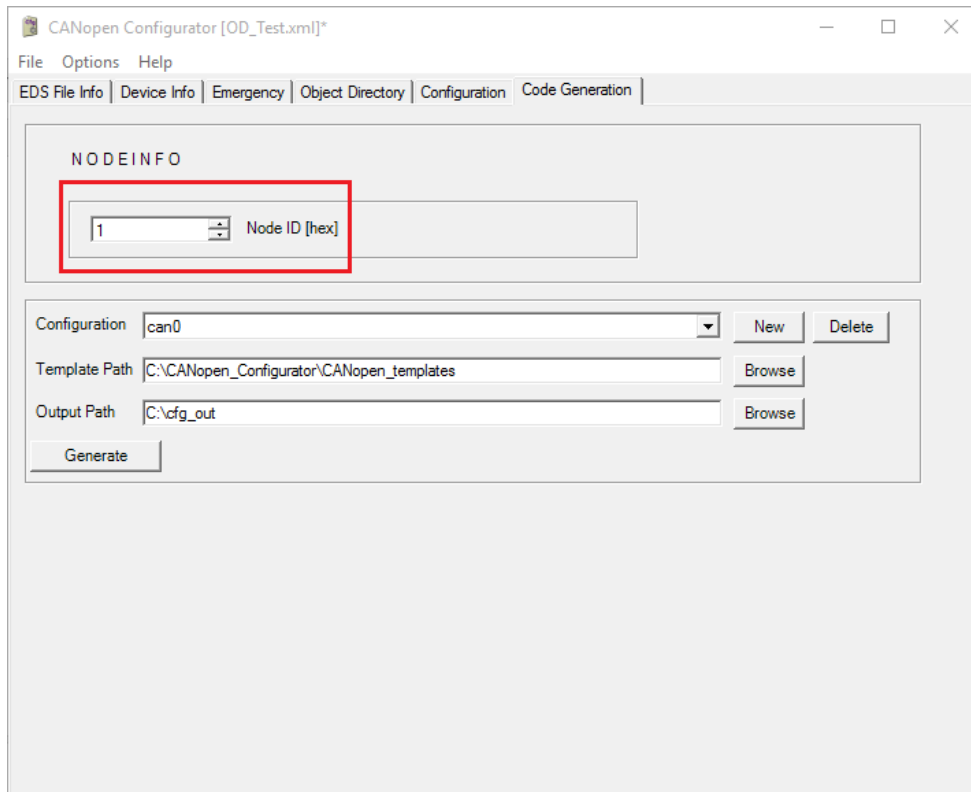 CANopen Configurator [OD_Test.xml]*
File Options Help
EDS File Info Device Info Emergency Object Directory Configuration Code Generation
NODEINFO
1 Node ID [hex]
Configuration can0 New Delete
Template Path C:\CANopen_Configurator\CANopen_templates Browse
Output Path C:\cfg_out Browse
Generate